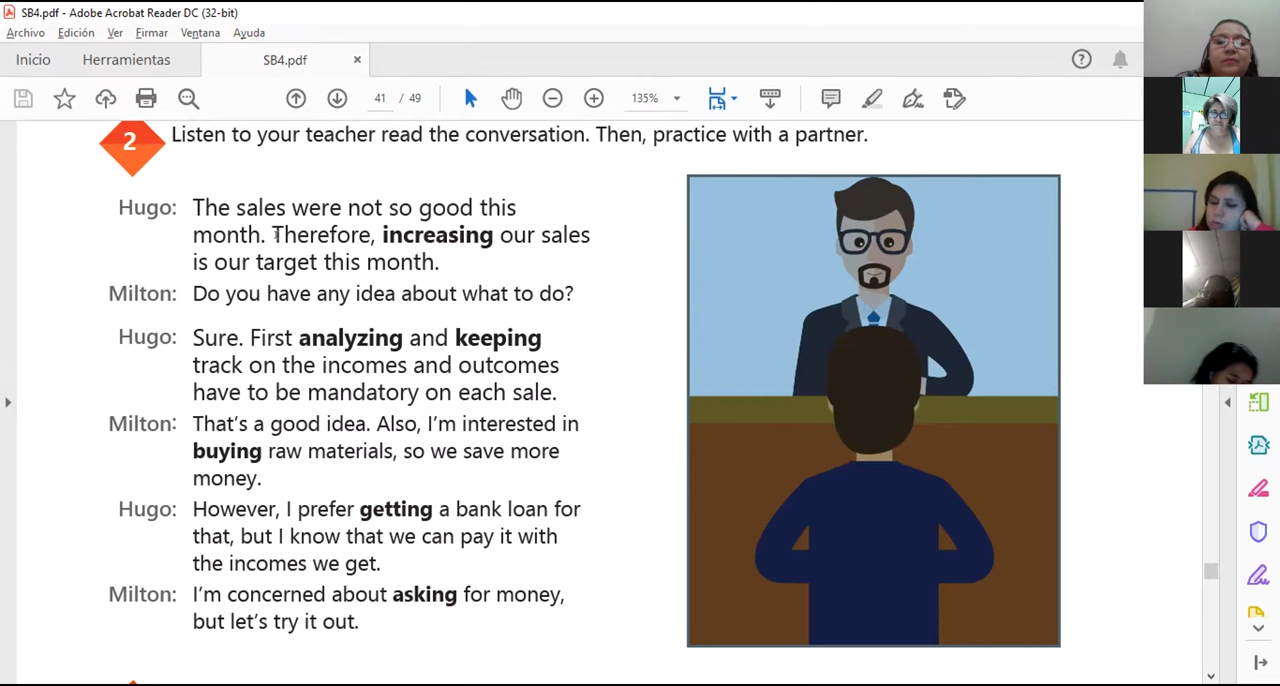 SB4.pdf - Adobe Acrobat Reader DC (32-bit)
Archivo Edición Ver Firmar Ventana Ayuda
Inicio Herramientas SB4.pdf ×
41 / 49 135%
2 Listen to your teacher read the conversation. Then, practice with a partner.
Hugo: The sales were not so good this
month. Therefore, increasing our sales
is our target this month.
Milton: Do you have any idea about what to do?
Hugo: Sure. First analyzing and keeping
track on the incomes and outcomes
have to be mandatory on each sale.
Milton: That's a good idea. Also, I'm interested in
buying raw materials, so we save more
money.
Hugo: However, I prefer getting a bank loan for
that, but I know that we can pay it with
the incomes we get.
Milton: I'm concerned about asking for money,
but let's try it out.